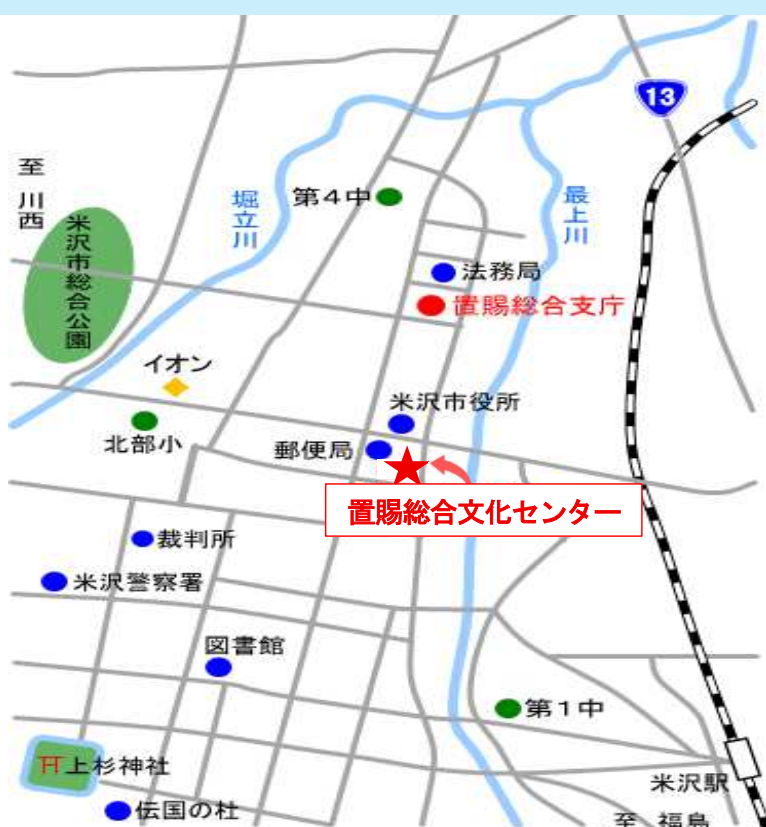 13
至
川
西
米沢市総合公園
堀立川
第4中
最上川
法務局
置賜総合支庁
イオン
米沢市役所
北部小
郵便局
置賜総合文化センター
裁判所
米沢警察署
図書館
第1中
上杉神社
米沢駅
伝国の杜
至 福島